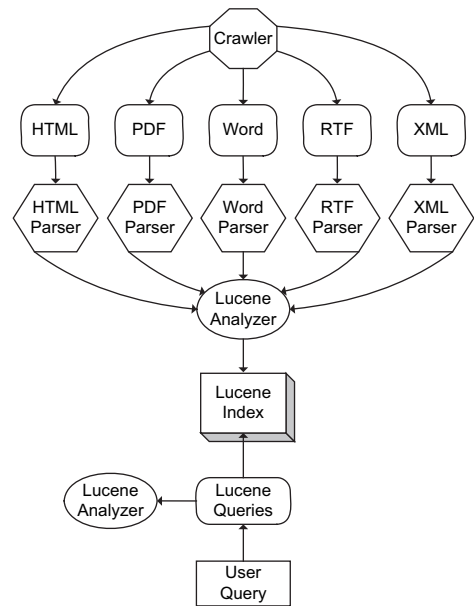 Crawler
HTML
PDF
Word
RTF
XML
HTML
Parser
PDF
Parser
Word
Parser
RTF
Parser
XML
Parser
Lucene
Analyzer
Lucene
Index
Lucene
Analyzer
Lucene
Queries
User
Query